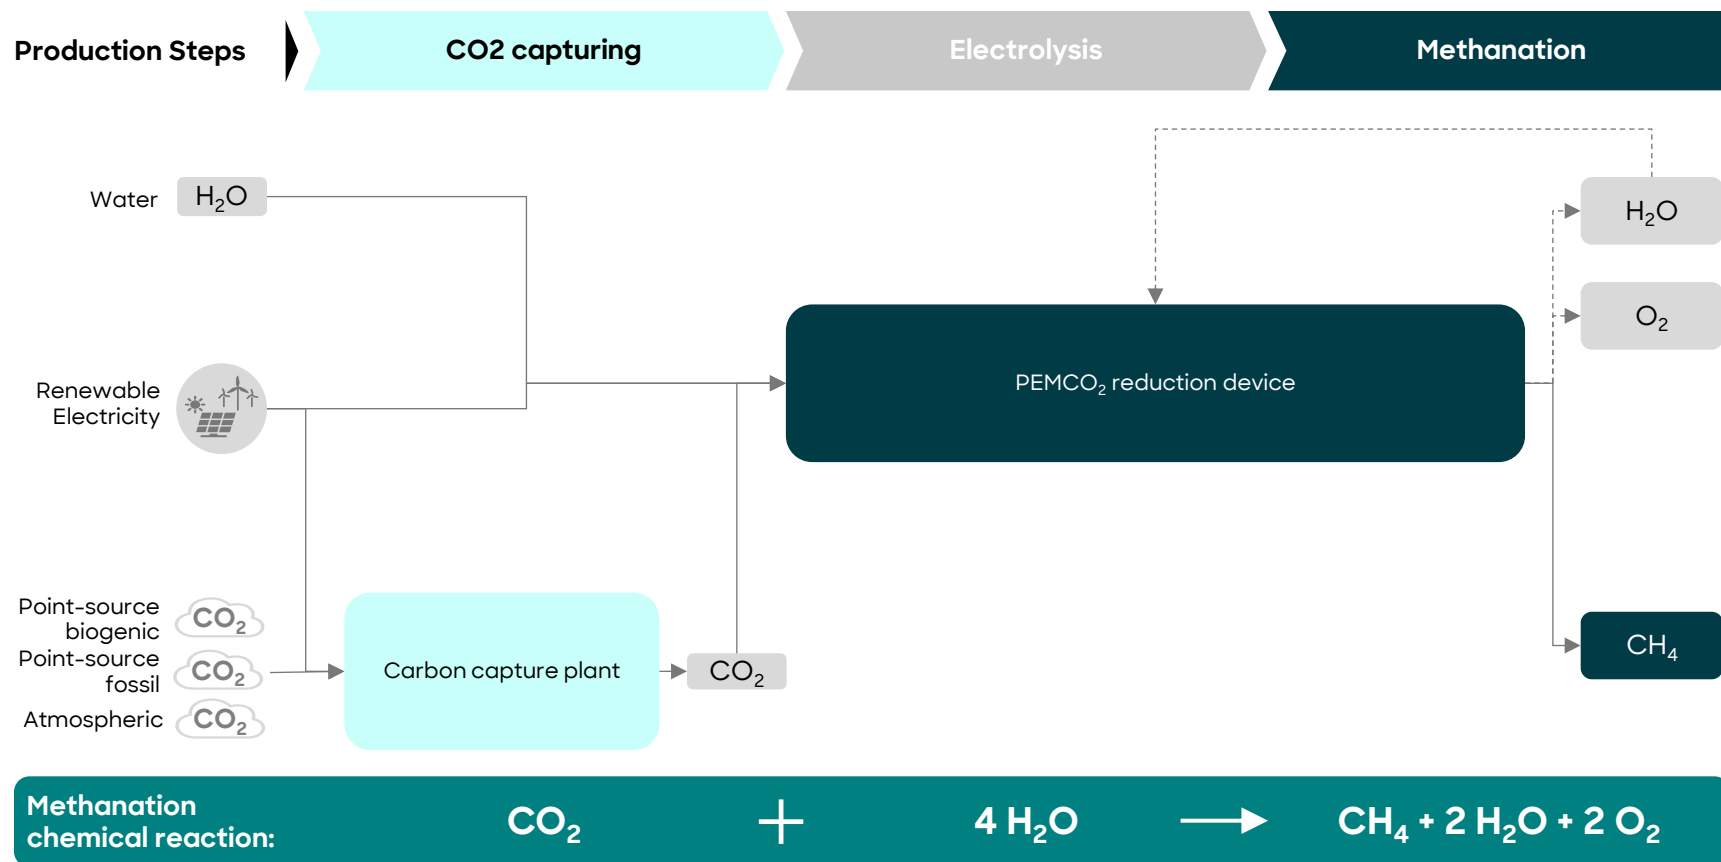 Production Steps
CO2 capturing
Electrolysis
Methanation
Water
H₂O
H₂O
O₂
Renewable
Electricity
PEMCO₂ reduction device
Point-source
biogenic
CO₂
Point-source
fossil
CO₂
Atmospheric
CO₂
Carbon capture plant
CO₂
CH₄
Methanation
chemical reaction:
CO₂ + 4 H₂O → CH₄ + 2 H₂O + 2 O₂